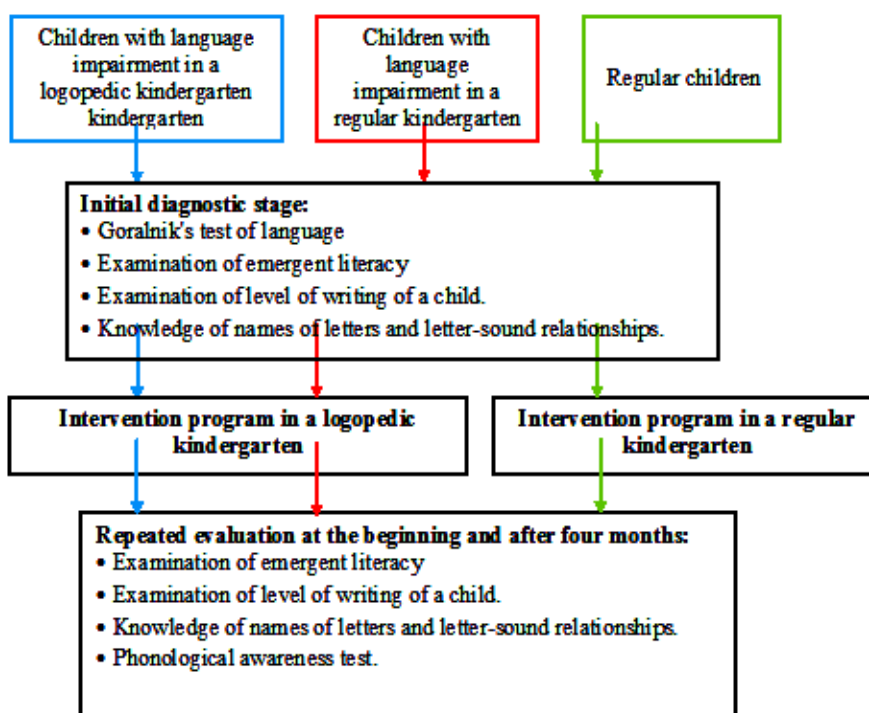 Children with language
impairment in a
logopedic kindergarten
kindergarten
Children with
language
impairment in a
regular kindergarten
Regular children
Initial diagnostic stage:
• Goralnik's test of language
• Examination of emergent literacy
• Examination of level of writing of a child.
• Knowledge of names of letters and letter-sound relationships.
Intervention program in a logopedic
kindergarten
Intervention program in a regular
kindergarten
Repeated evaluation at the beginning and after four months:
• Examination of emergent literacy
• Examination of level of writing of a child.
• Knowledge of names of letters and letter-sound relationships.
• Phonological awareness test.